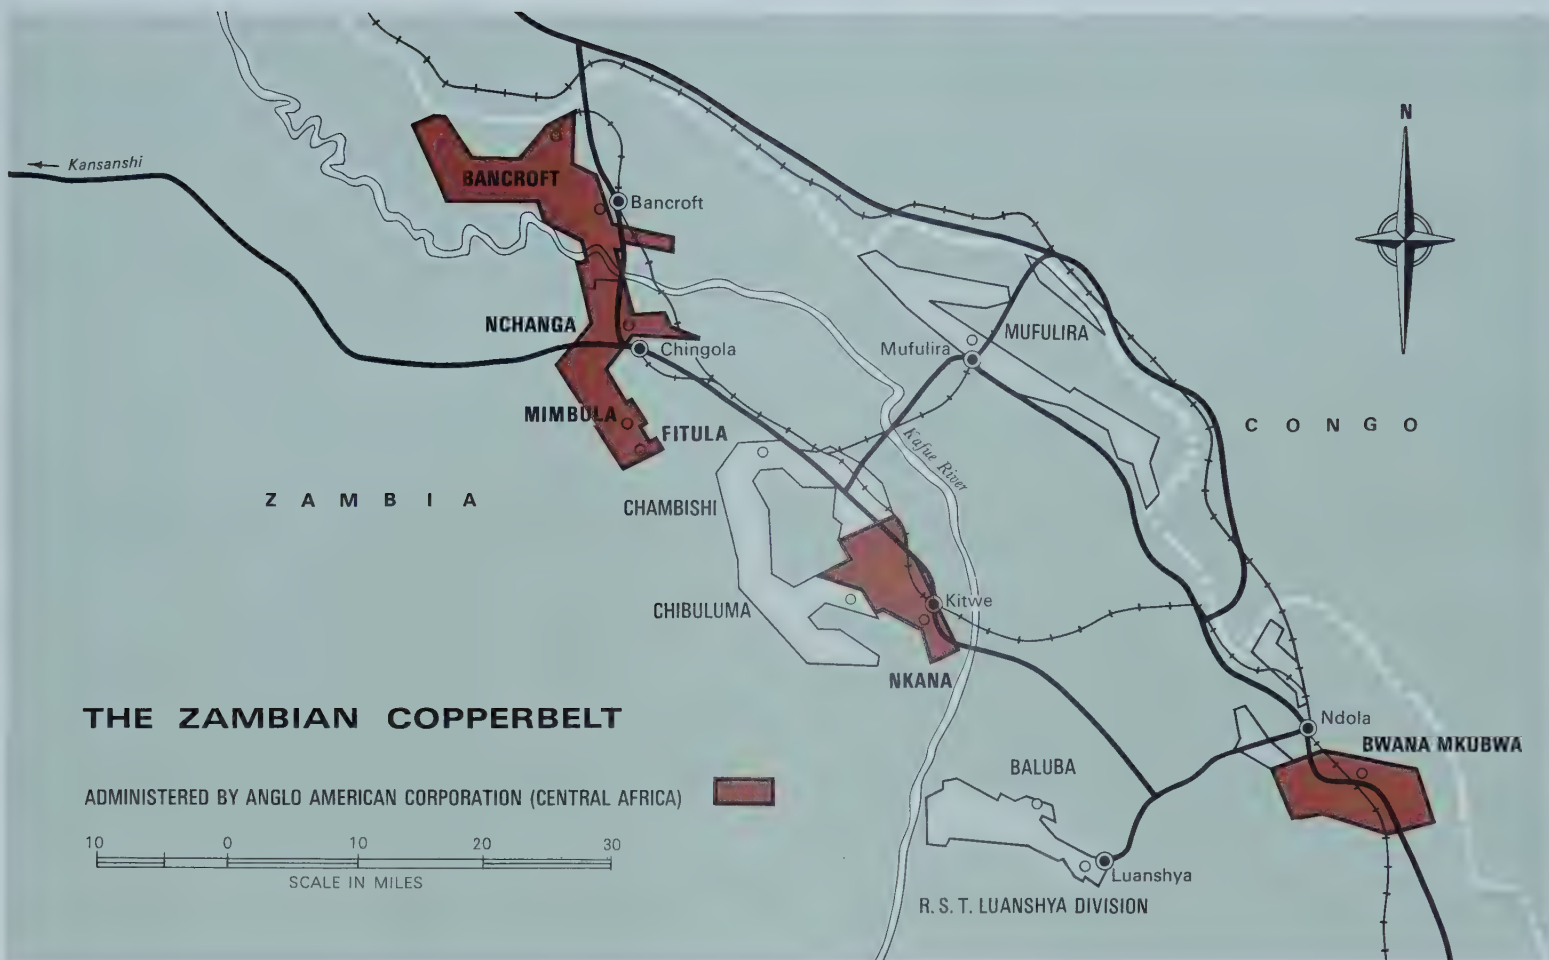 N
Kansanshi
BANCROFT
Bancroft
NCHANGA
Chingola
MUFULIRA
Mufulira
MIMBULA
FITULA
Kafue River
C O N G O
Z A M B I A
CHAMBISHI
CHIBULUMA
Kitwe
NKANA
THE ZAMBIAN COPPERBELT
Ndola
BWANA MKUBWA
BALUBA
ADMINISTERED BY ANGLO AMERICAN CORPORATION (CENTRAL AFRICA)
10 0 10 20 30
SCALE IN MILES
Luanshya
R. S. T. LUANSHYA DIVISION